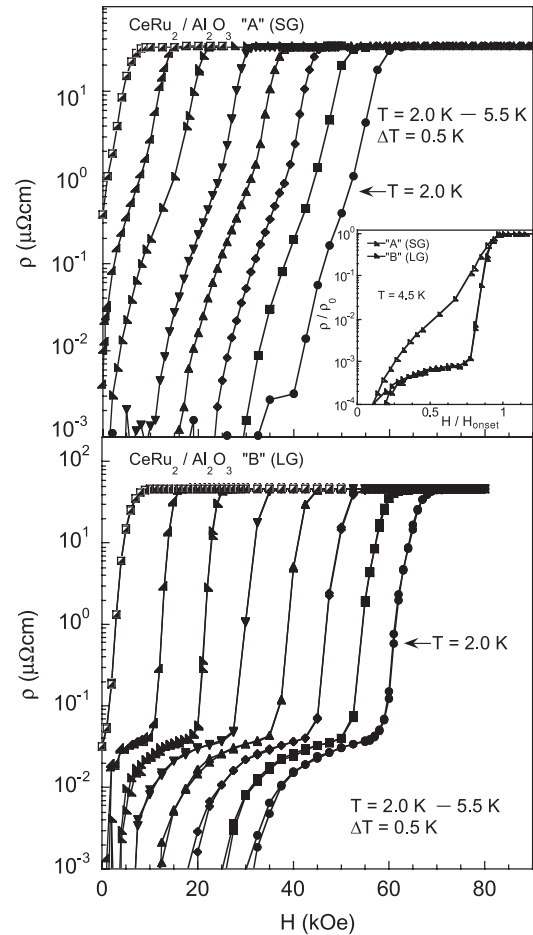 CeRu₂ / Al₂O₃ "A" (SG)
10¹
10⁰
10⁻¹
10⁻²
10⁻³
ρ (μΩcm)
T = 2.0 K — 5.5 K
ΔT = 0.5 K
T = 2.0 K
10⁰
10⁻¹
10⁻²
10⁻³
10⁻⁴
ρ / ρ₀
"A" (SG)
"B" (LG)
T = 4.5 K
0.5 1
H / H_onset
CeRu₂ / Al₂O₃ "B" (LG)
10²
10¹
10⁰
10⁻¹
10⁻²
10⁻³
ρ (μΩcm)
T = 2.0 K
T = 2.0 K — 5.5 K
ΔT = 0.5 K
0 20 40 60 80
H (kOe)